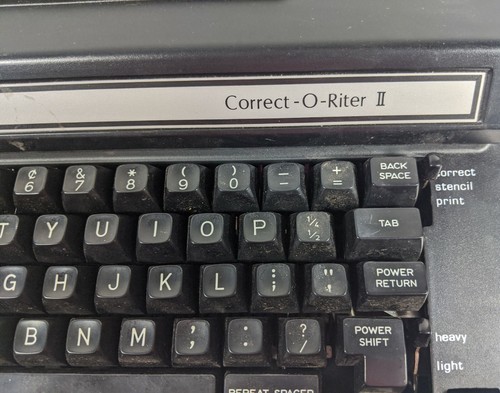 Correct-O-Riter II
¢ & * ( ) – + BACK SPACE
6 7 8 9 0 - =
correct
stencil
print
T Y U I O P ¼ ½ TAB
G H J K L : ; " ' POWER RETURN
B N M , . : ? / POWER SHIFT
heavy
light
REPEAT SPACER